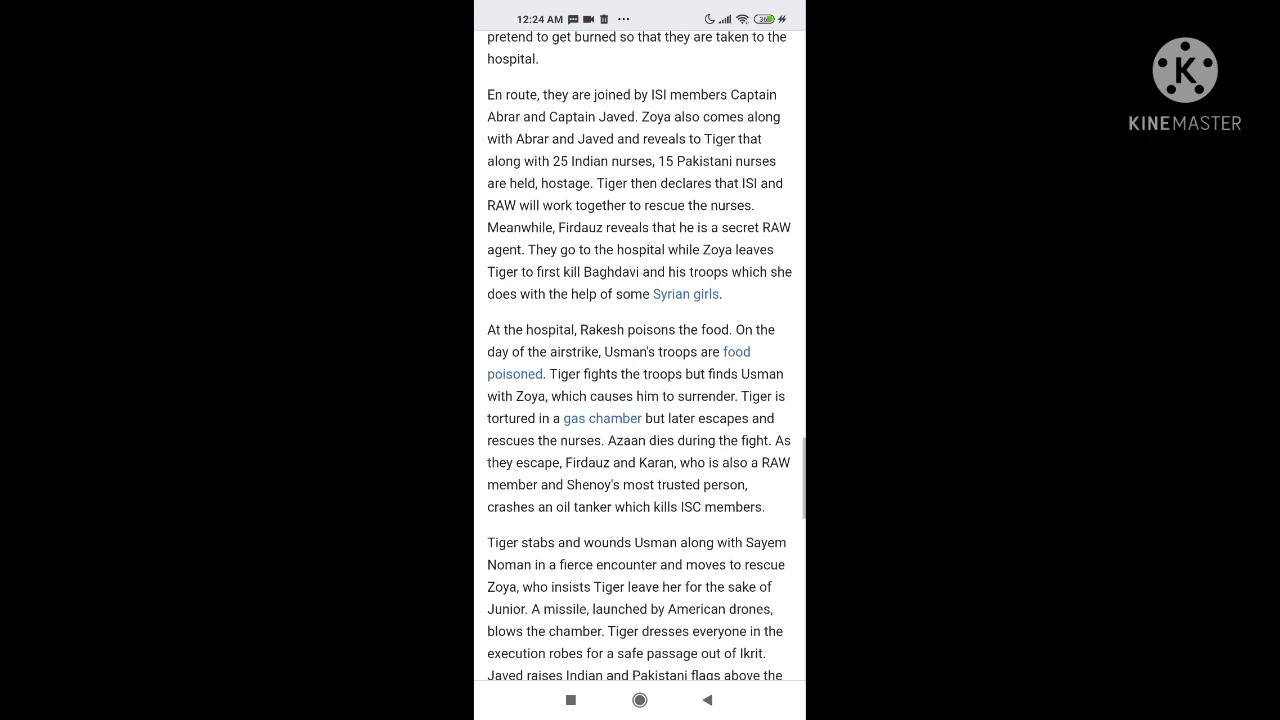 12:24 AM
36
pretend to get burned so that they are taken to the
hospital.
En route, they are joined by ISI members Captain
Abrar and Captain Javed. Zoya also comes along
with Abrar and Javed and reveals to Tiger that
along with 25 Indian nurses, 15 Pakistani nurses
are held, hostage. Tiger then declares that ISI and
RAW will work together to rescue the nurses.
Meanwhile, Firdauz reveals that he is a secret RAW
agent. They go to the hospital while Zoya leaves
Tiger to first kill Baghdavi and his troops which she
does with the help of some Syrian girls.
At the hospital, Rakesh poisons the food. On the
day of the airstrike, Usman's troops are food
poisoned. Tiger fights the troops but finds Usman
with Zoya, which causes him to surrender. Tiger is
tortured in a gas chamber but later escapes and
rescues the nurses. Azaan dies during the fight. As
they escape, Firdauz and Karan, who is also a RAW
member and Shenoy's most trusted person,
crashes an oil tanker which kills ISC members.
Tiger stabs and wounds Usman along with Sayem
Noman in a fierce encounter and moves to rescue
Zoya, who insists Tiger leave her for the sake of
Junior. A missile, launched by American drones,
blows the chamber. Tiger dresses everyone in the
execution robes for a safe passage out of Ikrit.
Javed raises Indian and Pakistani flags above the
K
KINEMASTER